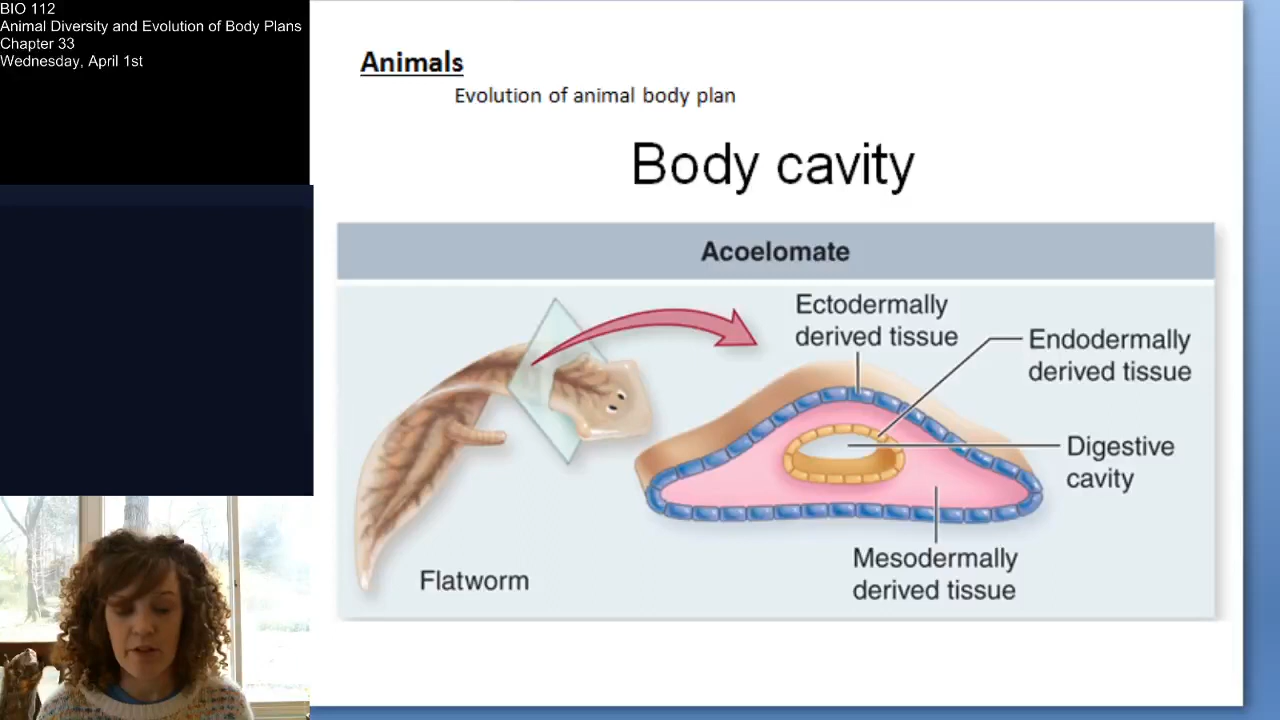 BIO 112
Animal Diversity and Evolution of Body Plans
Chapter 33
Wednesday, April 1st
Animals
Evolution of animal body plan
Body cavity
Acoelomate
Ectodermally
derived tissue
Endodermally
derived tissue
Digestive
cavity
Mesodermally
derived tissue
Flatworm